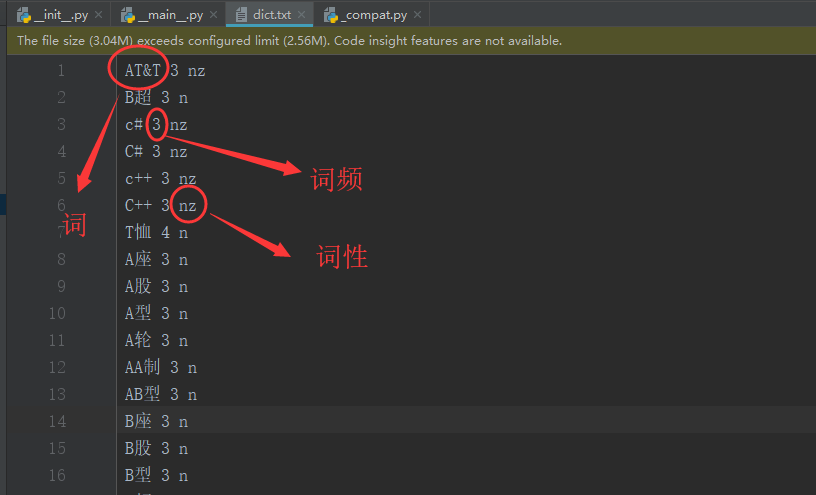 __init__.py × __main__.py × dict.txt × _compat.py ×
The file size (3.04M) exceeds configured limit (2.56M). Code insight features are not available.
1 AT&T 3 nz
2 B超 3 n
3 c# 3 nz
4 C# 3 nz
5 c++ 3 nz
词频
6 C++ 3 nz
词
7 T恤 4 n
词性
8 A座 3 n
9 A股 3 n
10 A型 3 n
11 A轮 3 n
12 AA制 3 n
13 AB型 3 n
14 B座 3 n
15 B股 3 n
16 B型 3 n